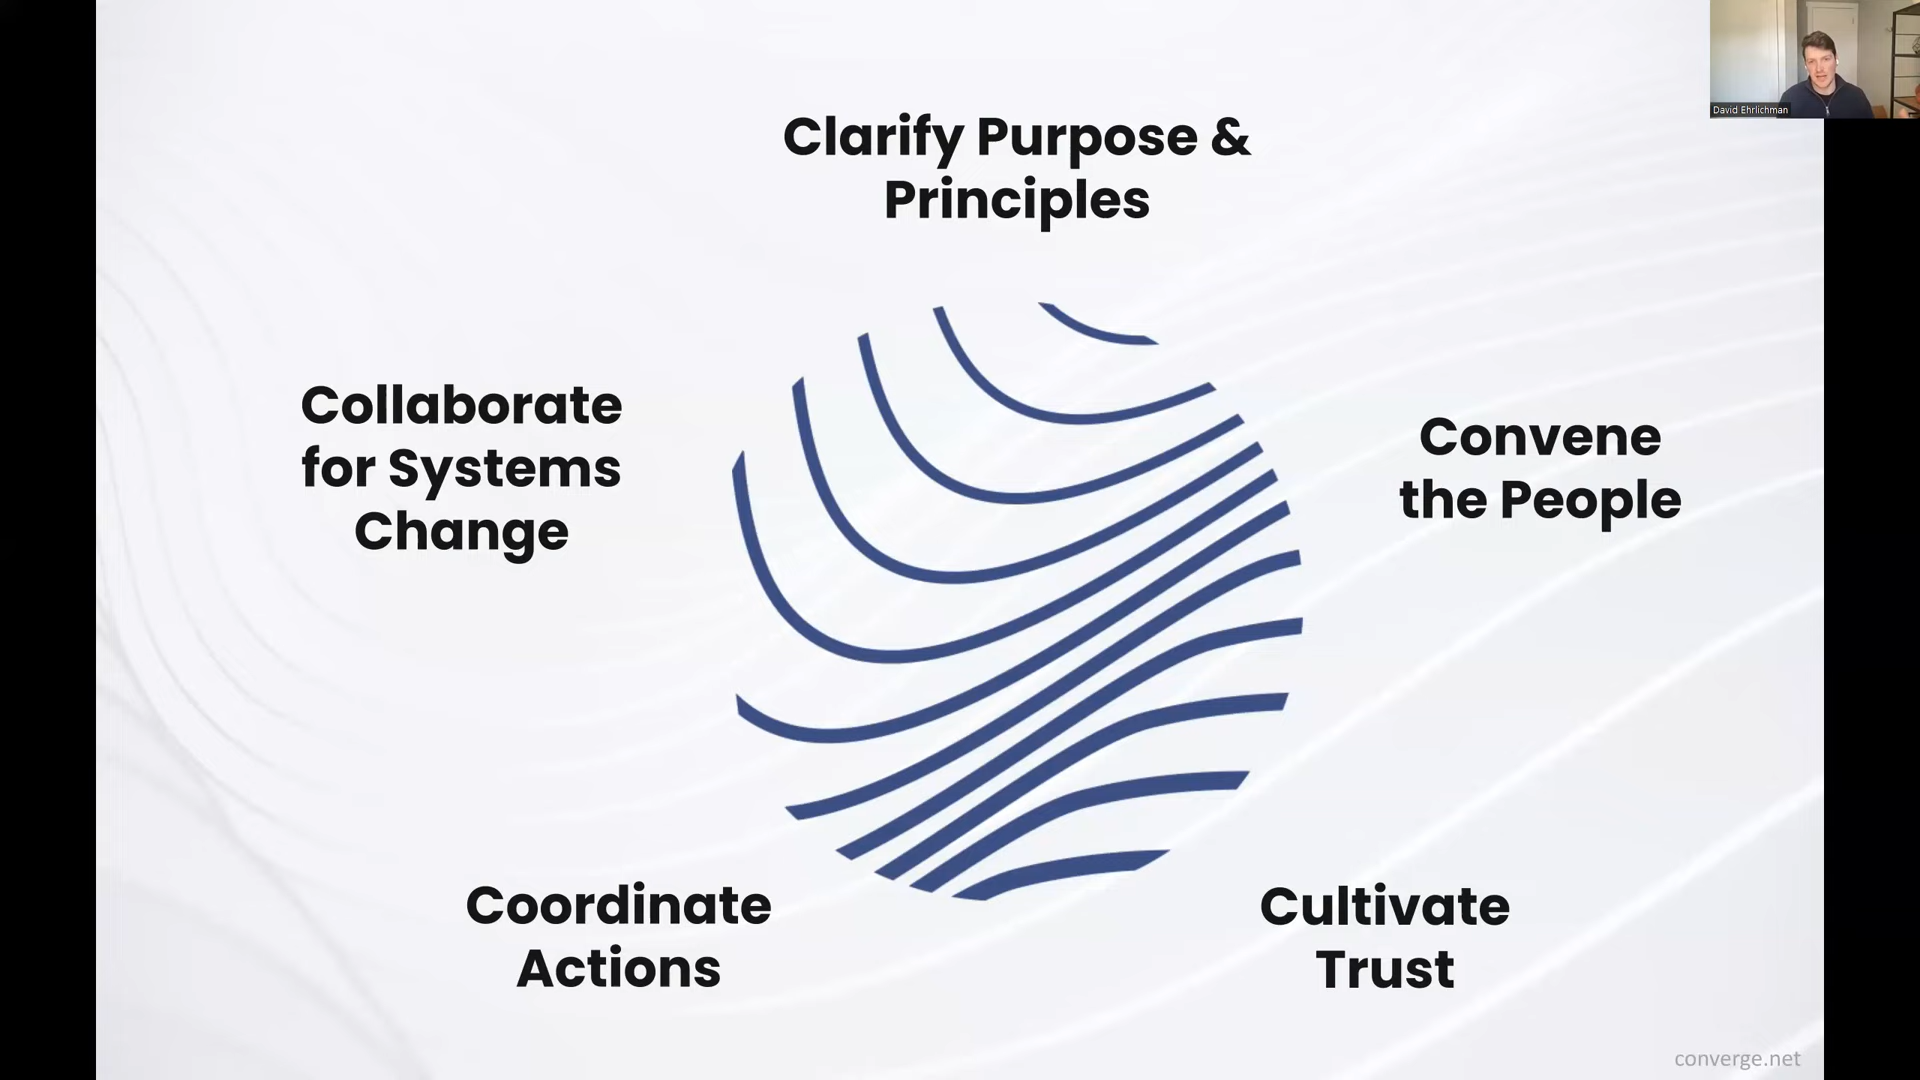 David Ehrlichman
Clarify Purpose &
Principles
Convene
the People
Cultivate
Trust
Coordinate
Actions
Collaborate
for Systems
Change
converge.net